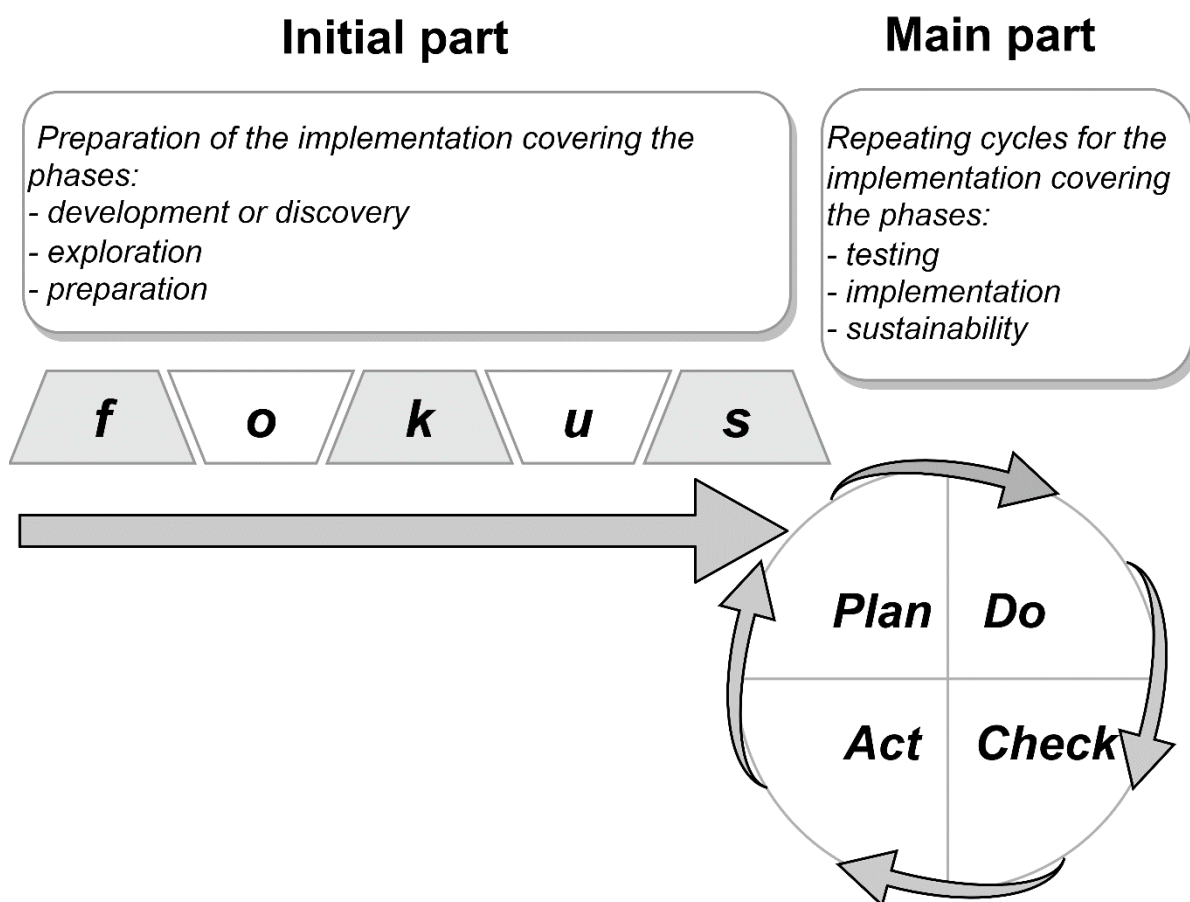 Initial part
Preparation of the implementation covering the
phases:
- development or discovery
- exploration
- preparation
Main part
Repeating cycles for the
implementation covering
the phases:
- testing
- implementation
- sustainability
f o k u s
Plan Do
Act Check